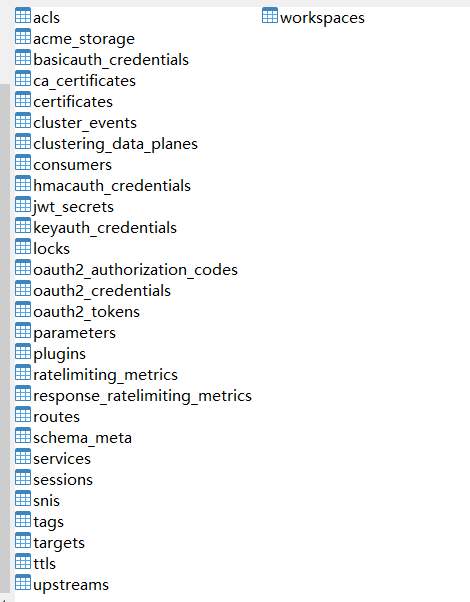 acls
acme_storage
basicauth_credentials
ca_certificates
certificates
cluster_events
clustering_data_planes
consumers
hmacauth_credentials
jwt_secrets
keyauth_credentials
locks
oauth2_authorization_codes
oauth2_credentials
oauth2_tokens
parameters
plugins
ratelimiting_metrics
response_ratelimiting_metrics
routes
schema_meta
services
sessions
snis
tags
targets
ttls
upstreams
workspaces